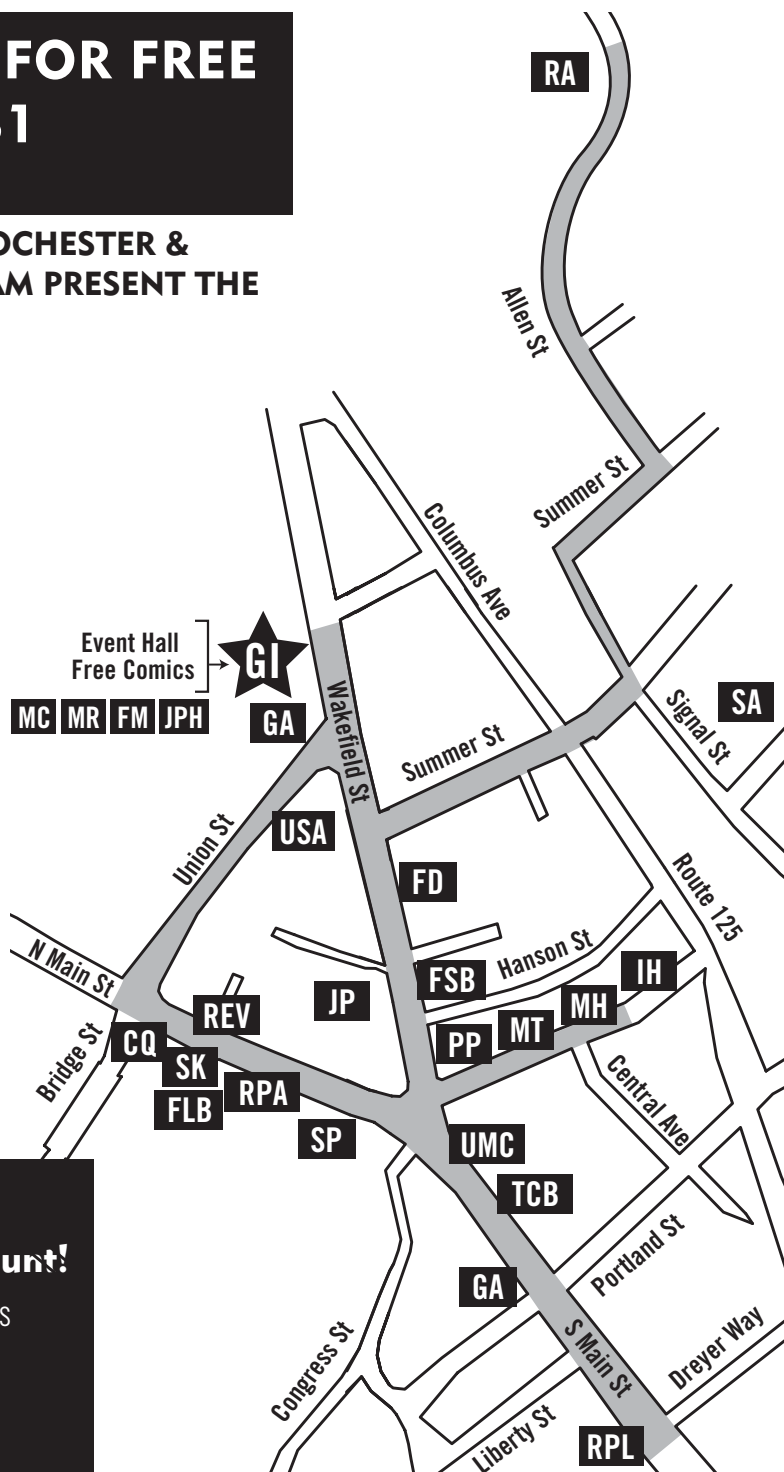 FOR FREE
1
OCHESTER &
AM PRESENT THE
RA
Allen St
Summer St
Columbus Ave
Event Hall
Free Comics
GI
MC MR FM JPH
GA
Wakefield St
Summer St
Signal St
SA
Union St
USA
FD
Route 125
N Main St
Hanson St
FSB
IH
JP
REV
MH
MT
PP
CQ
SK
Bridge St
RPA
FLB
Central Ave
SP
UMC
TCB
unt!
S
GA
Portland St
S Main St
Congress St
Dreyer Way
Liberty St
RPL